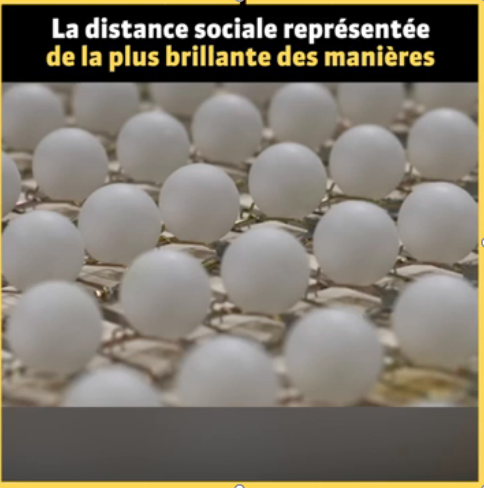 La distance sociale représentée
de la plus brillante des manières